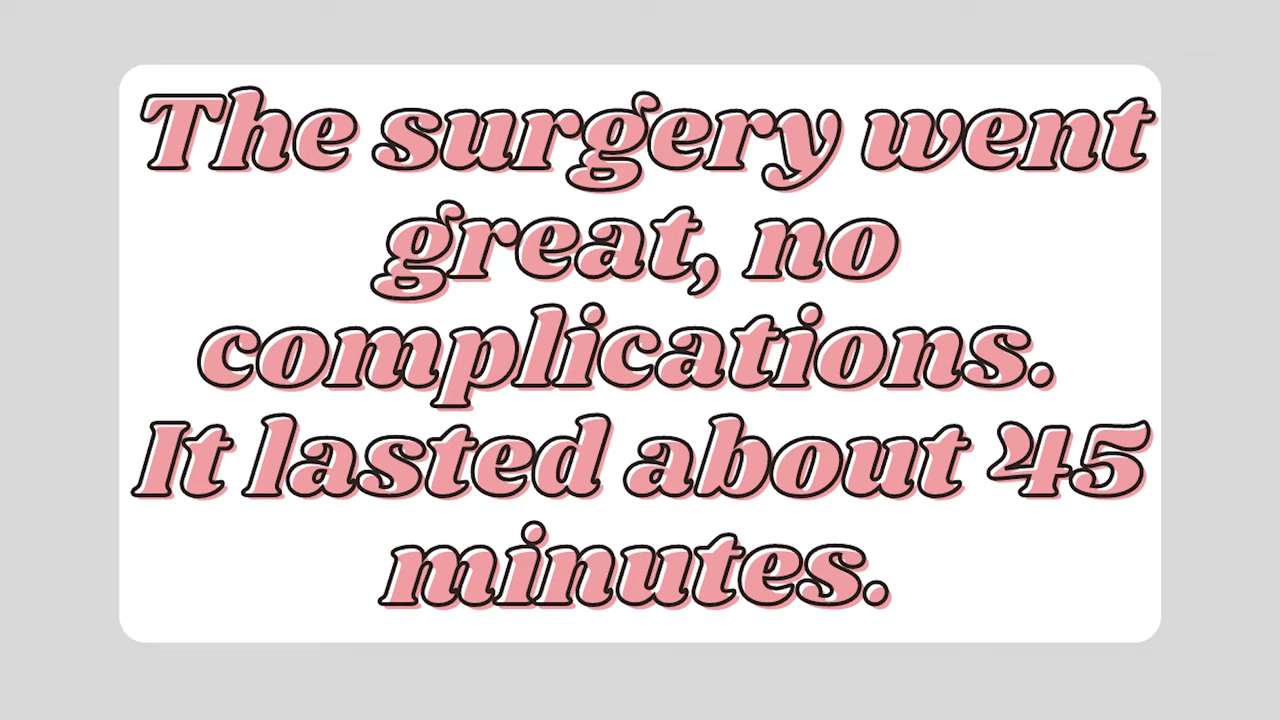 The surgery went
great, no
complications.
It lasted about 45
minutes.